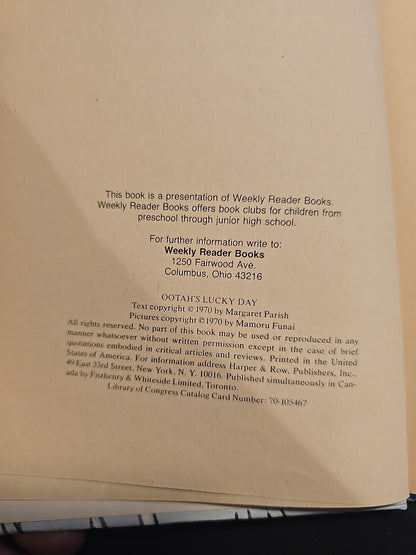 This book is a presentation of Weekly Reader Books.
Weekly Reader Books offers book clubs for children from
preschool through junior high school.
For further information write to:
Weekly Reader Books
1250 Fairwood Ave.
Columbus, Ohio 43216
OOTAH'S LUCKY DAY
Text copyright © 1970 by Margaret Parish
Pictures copyright © 1970 by Mamoru Funai
All rights reserved. No part of this book may be used or reproduced in any
manner whatsoever without written permission except in the case of brief
quotations embodied in critical articles and reviews. Printed in the United
States of America. For information address Harper & Row, Publishers, Inc.,
49 East 33rd Street, New York, N. Y. 10016. Published simultaneously in Can-
ada by Fitzhenry & Whiteside Limited, Toronto.
Library of Congress Catalog Card Number: 70-105467